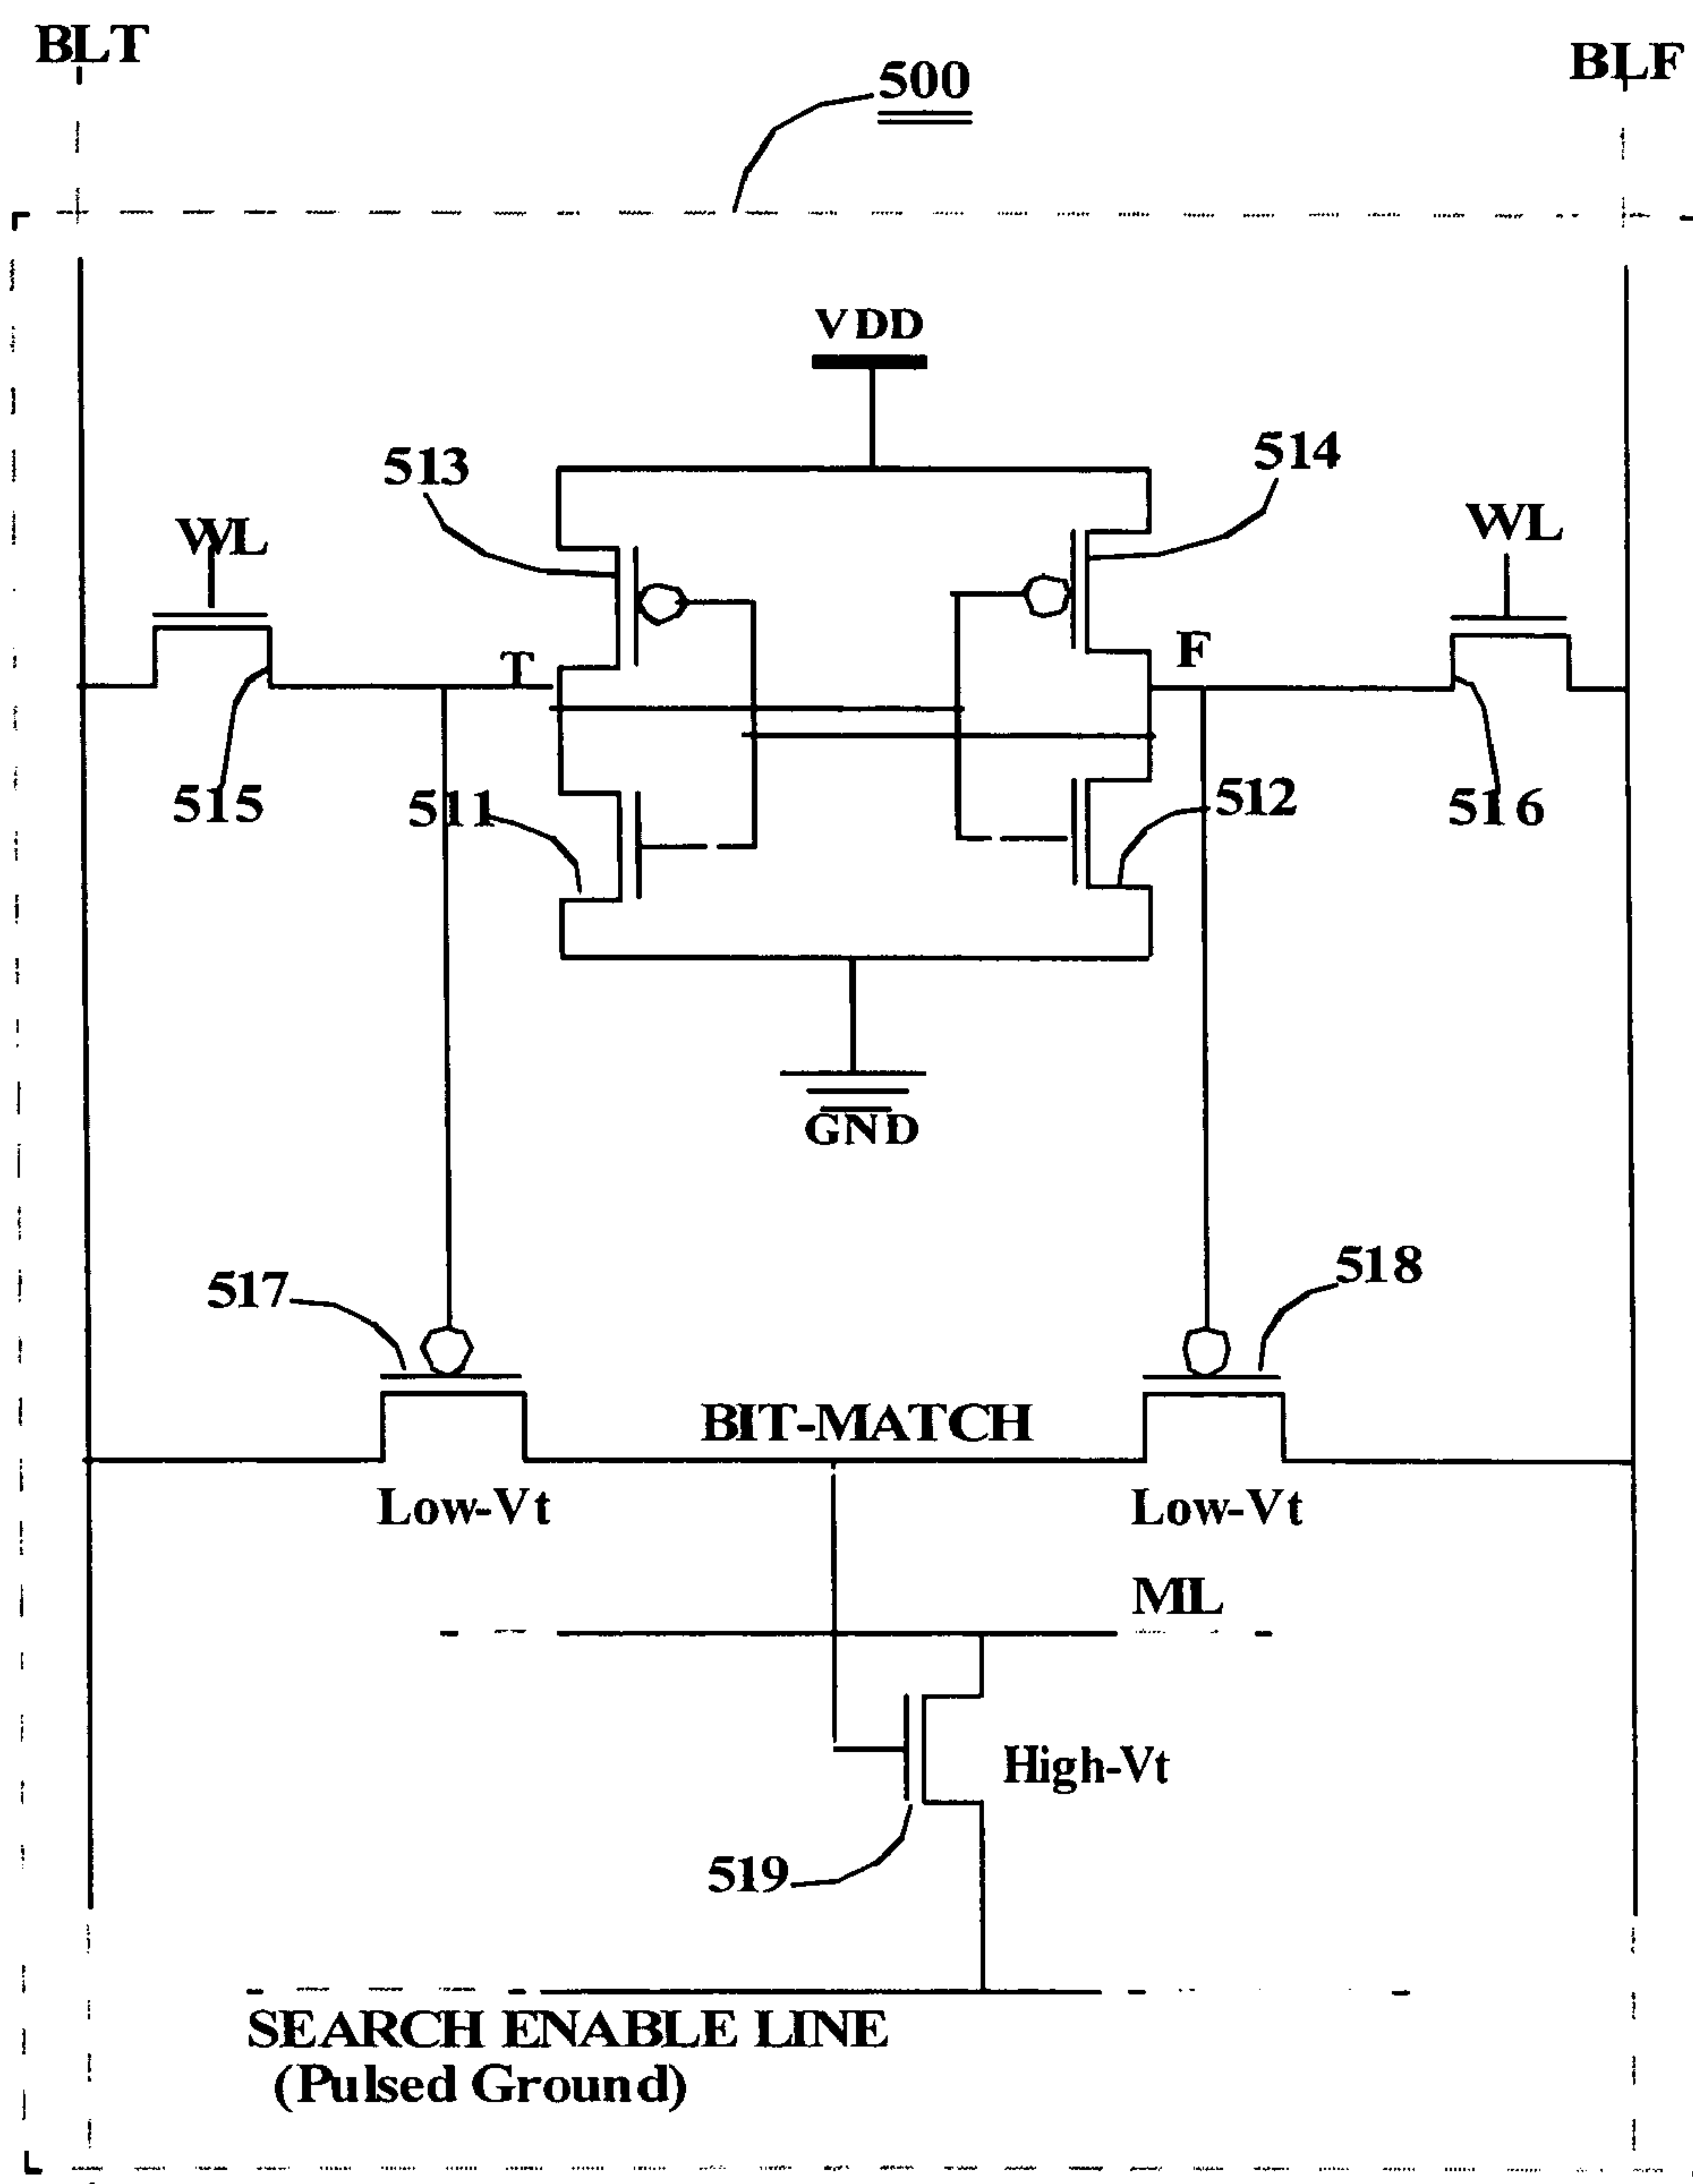 BLT
BLF
500
VDD
513
514
WL
WL
T
F
515
511
512
516
GND
517
518
BIT-MATCH
Low-Vt
Low-Vt
ML
High-Vt
519
SEARCH ENABLE LINE
(Pulsed Ground)